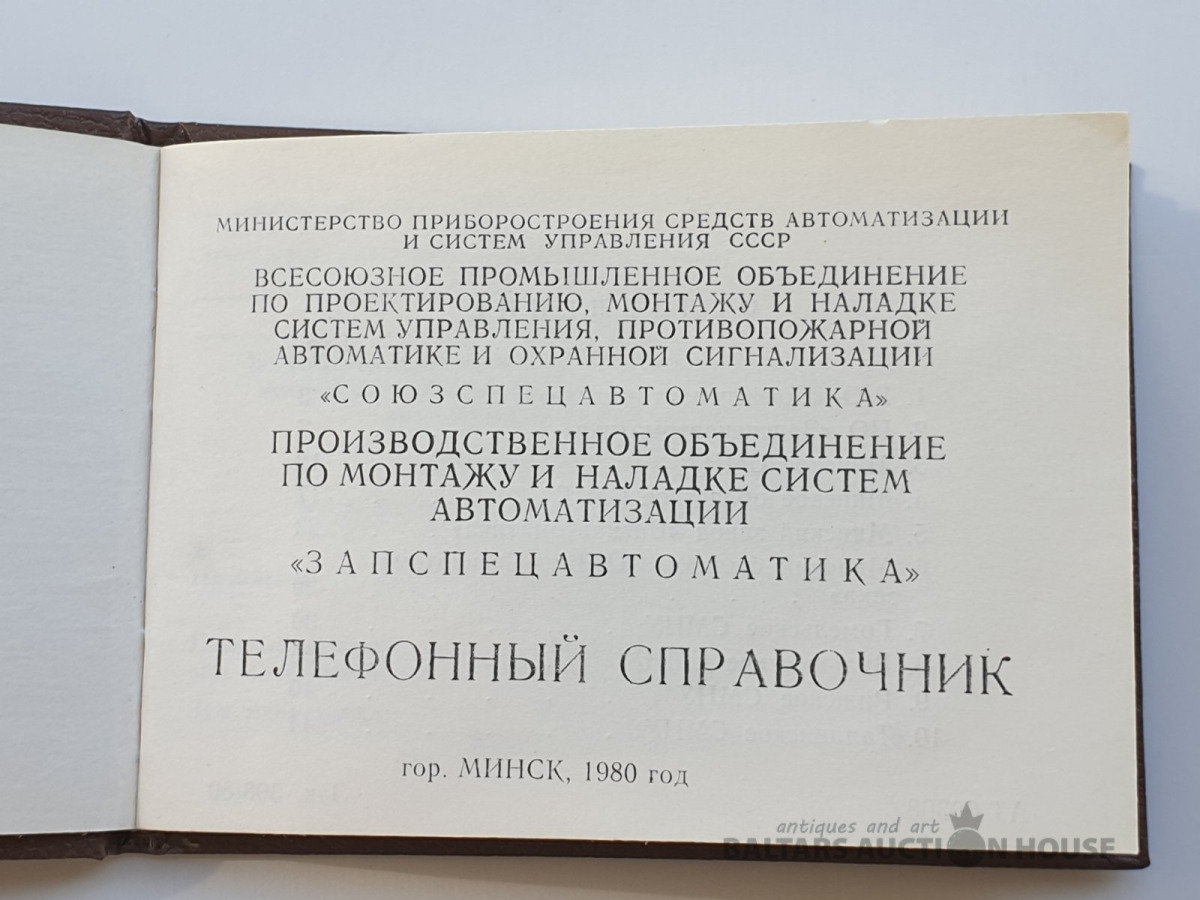 МИНИСТЕРСТВО ПРИБОРОСТРОЕНИЯ СРЕДСТВ АВТОМАТИЗАЦИИ
И СИСТЕМ УПРАВЛЕНИЯ СССР
ВСЕСОЮЗНОЕ ПРОМЫШЛЕННОЕ ОБЪЕДИНЕНИЕ
ПО ПРОЕКТИРОВАНИЮ, МОНТАЖУ И НАЛАДКЕ
СИСТЕМ УПРАВЛЕНИЯ, ПРОТИВОПОЖАРНОЙ
АВТОМАТИКЕ И ОХРАННОЙ СИГНАЛИЗАЦИИ
«СОЮЗСПЕЦАВТОМАТИКА»
ПРОИЗВОДСТВЕННОЕ ОБЪЕДИНЕНИЕ
ПО МОНТАЖУ И НАЛАДКЕ СИСТЕМ
АВТОМАТИЗАЦИИ
«ЗАПСПЕЦАВТОМАТИКА»
ТЕЛЕФОННЫЙ СПРАВОЧНИК
гор. МИНСК, 1980 год
antiques and art
BALTARS AUCTION HOUSE